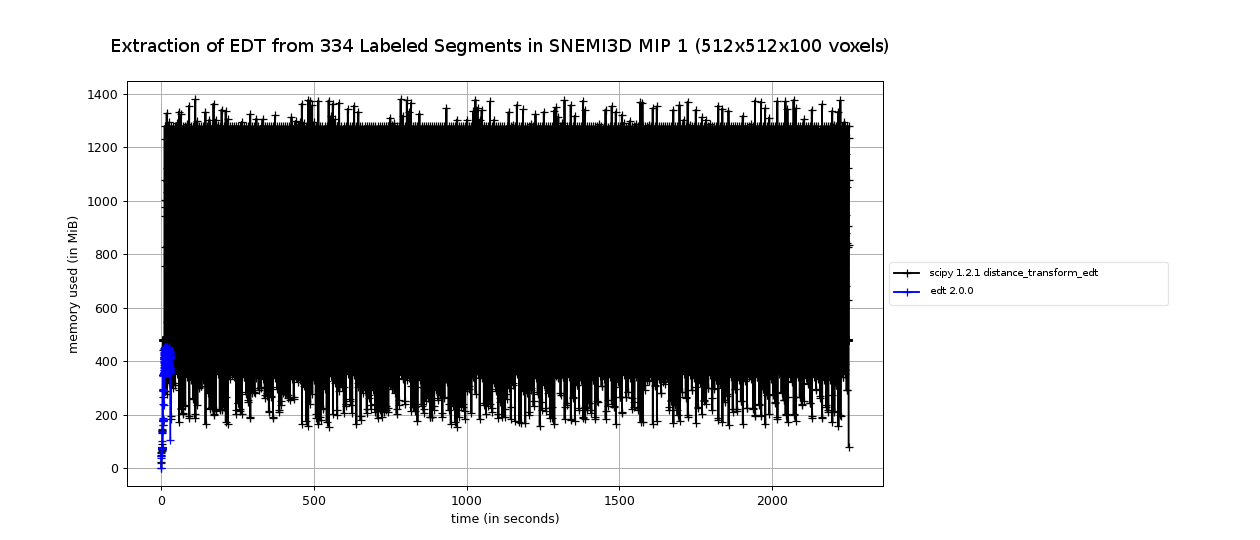 Extraction of EDT from 334 Labeled Segments in SNEMI3D MIP 1 (512x512x100 voxels)
1400
1200
1000
800
600
400
200
0
memory used (in MiB)
0 500 1000 1500 2000
time (in seconds)
scipy 1.2.1 distance_transform_edt
edt 2.0.0